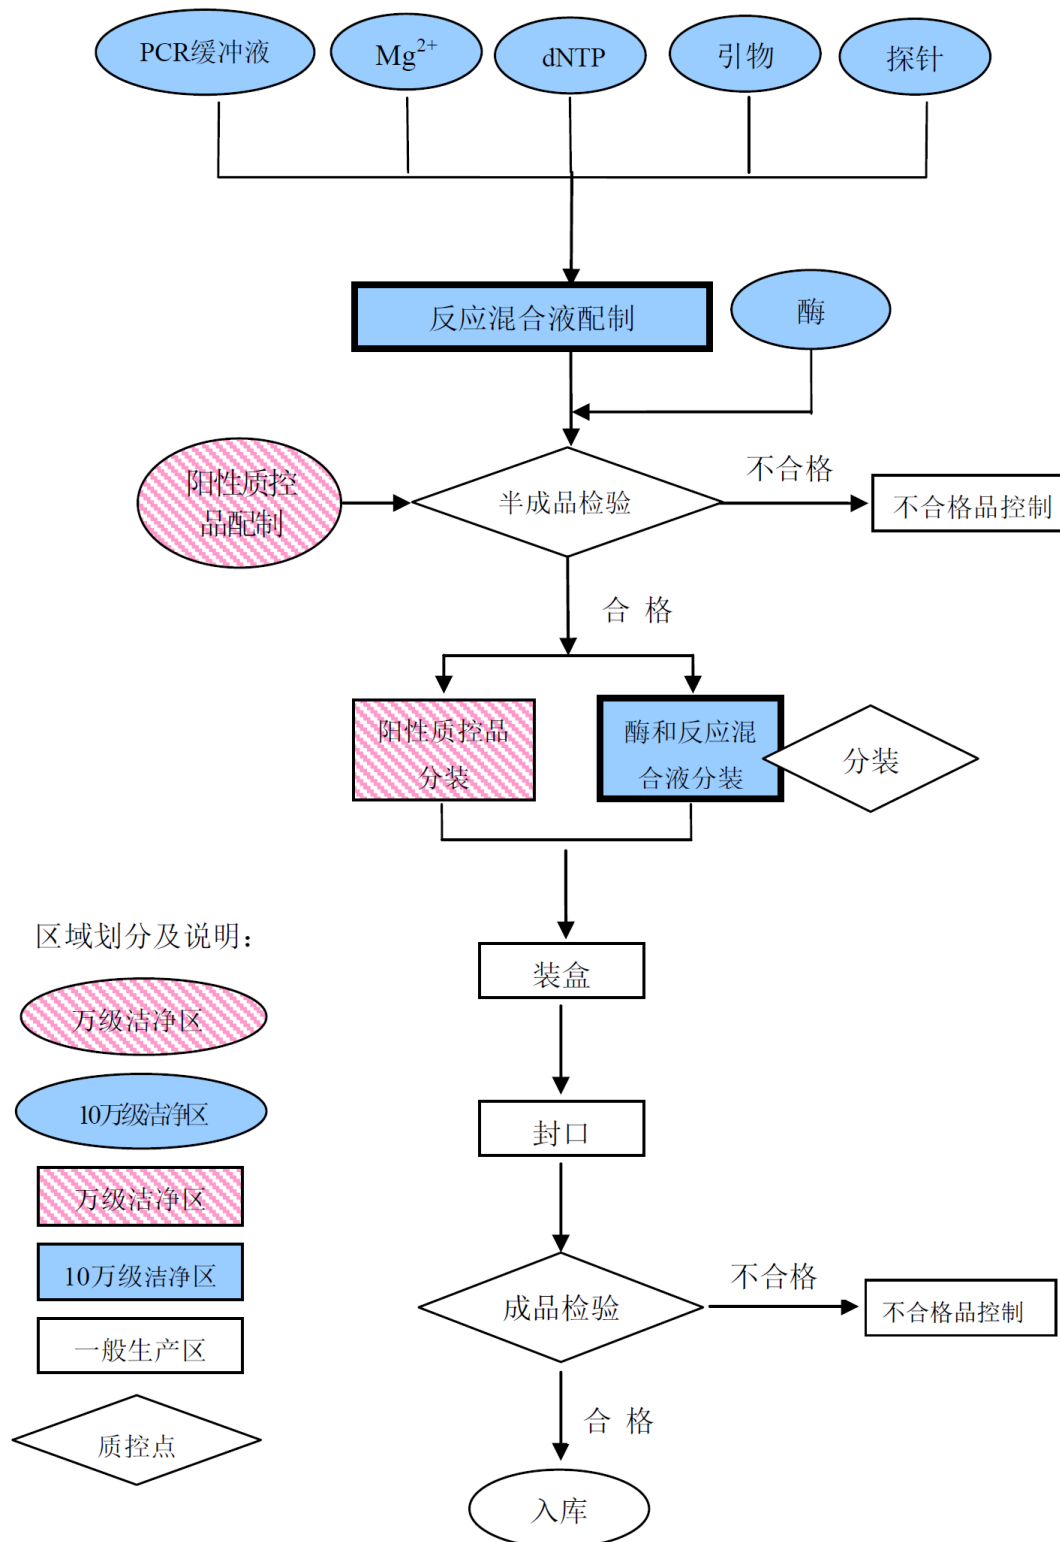 PCR缓冲液
Mg²⁺
dNTP
引物
探针
反应混合液配制
酶
阳性质控
品配制
半成品检验
不合格
不合格品控制
合 格
阳性质控品
分装
酶和反应混
合液分装
分装
装盒
区域划分及说明：
万级洁净区
10万级洁净区
封口
万级洁净区
10万级洁净区
一般生产区
成品检验
不合格
不合格品控制
质控点
合 格
入库